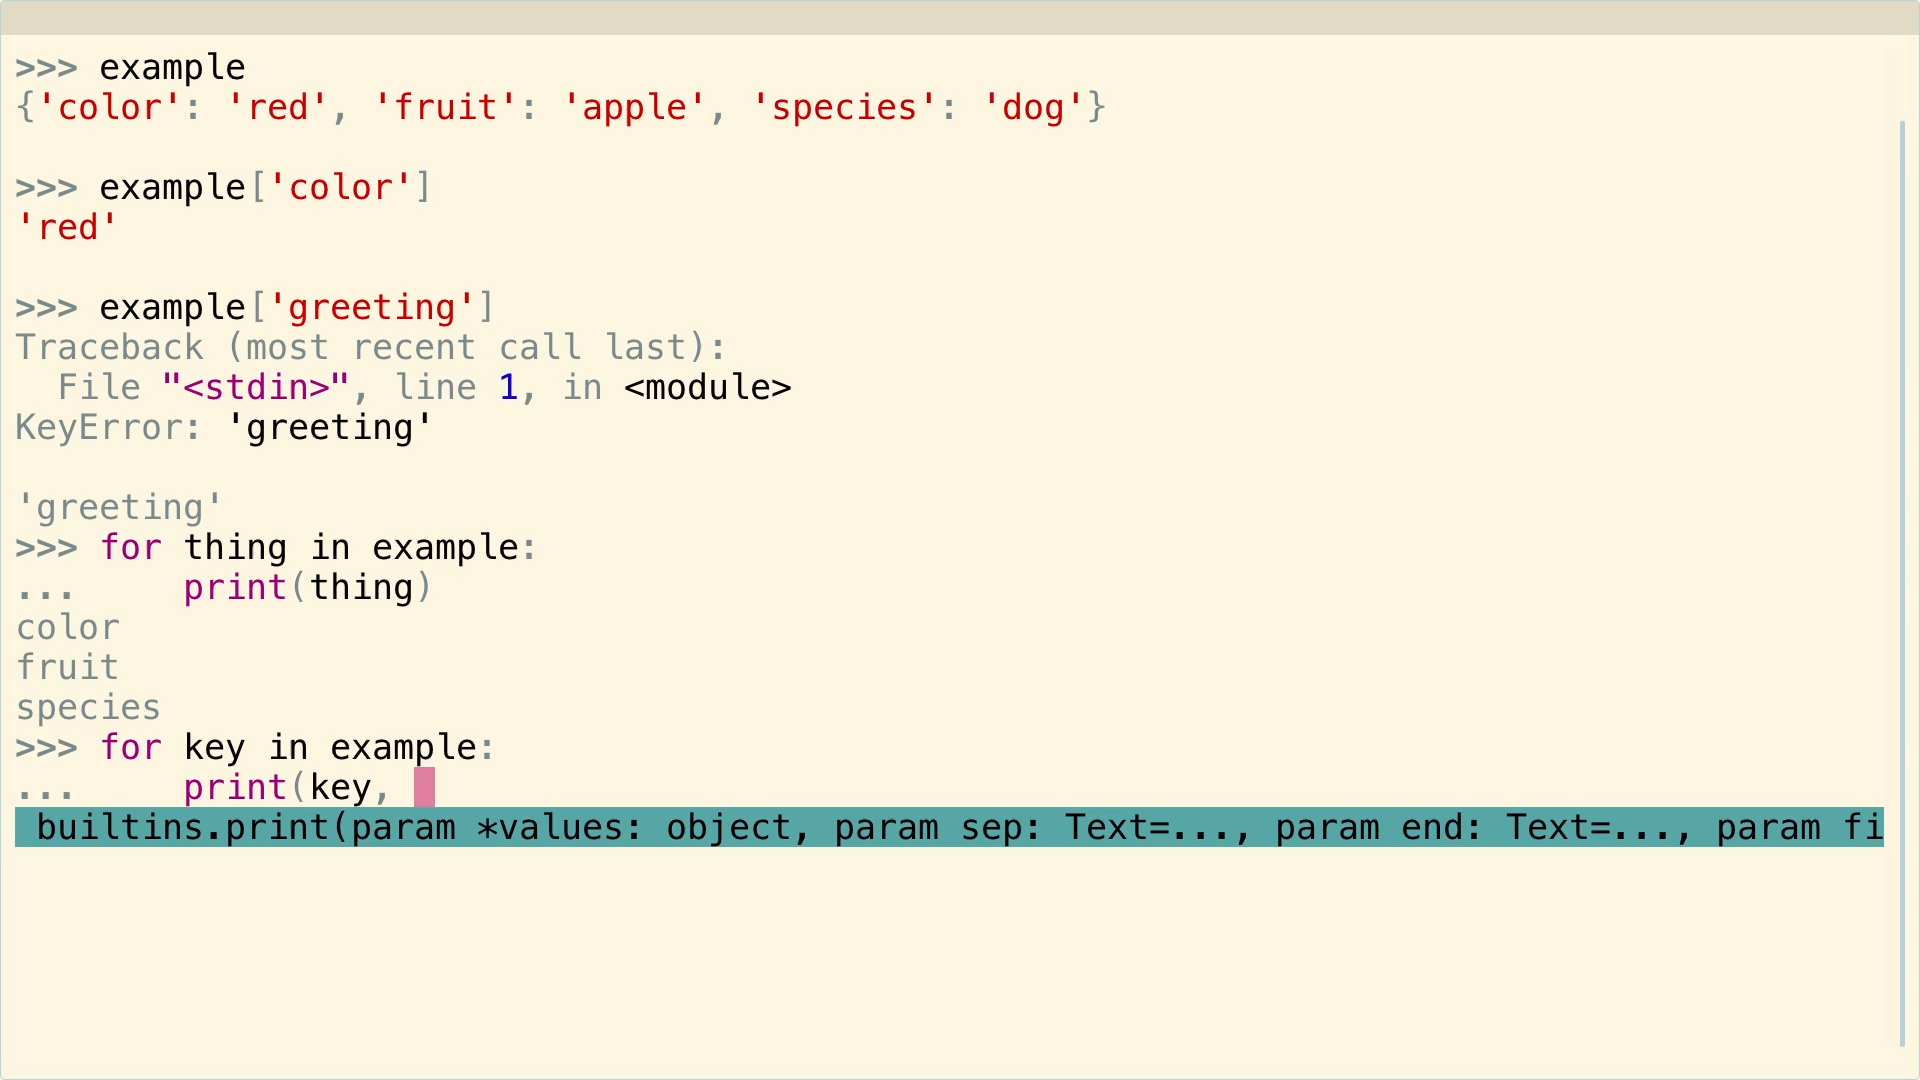 >>> example
{'color': 'red', 'fruit': 'apple', 'species': 'dog'}
>>> example['color']
'red'
>>> example['greeting']
Traceback (most recent call last):
  File "<stdin>", line 1, in <module>
KeyError: 'greeting'
'greeting'
>>> for thing in example:
...     print(thing)
color
fruit
species
>>> for key in example:
...     print(key,
builtins.print(param *values: object, param sep: Text=..., param end: Text=..., param fi